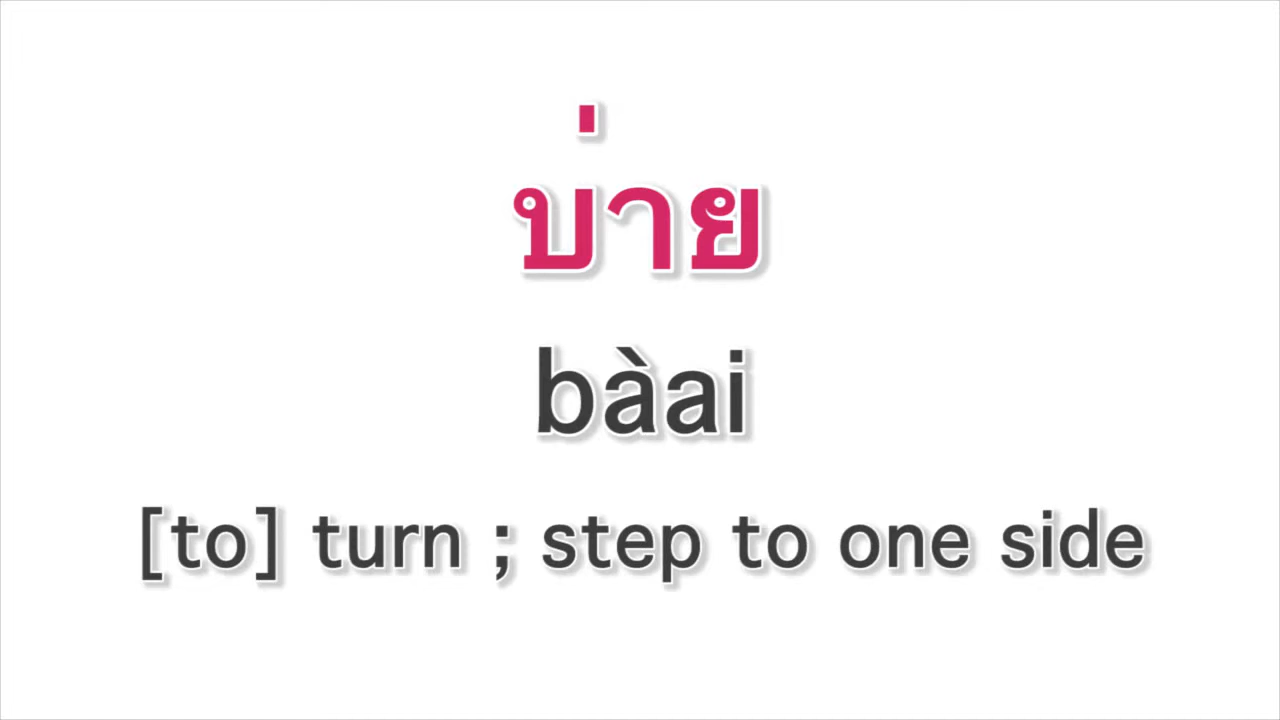 บ่าย
bàai
[to] turn ; step to one side